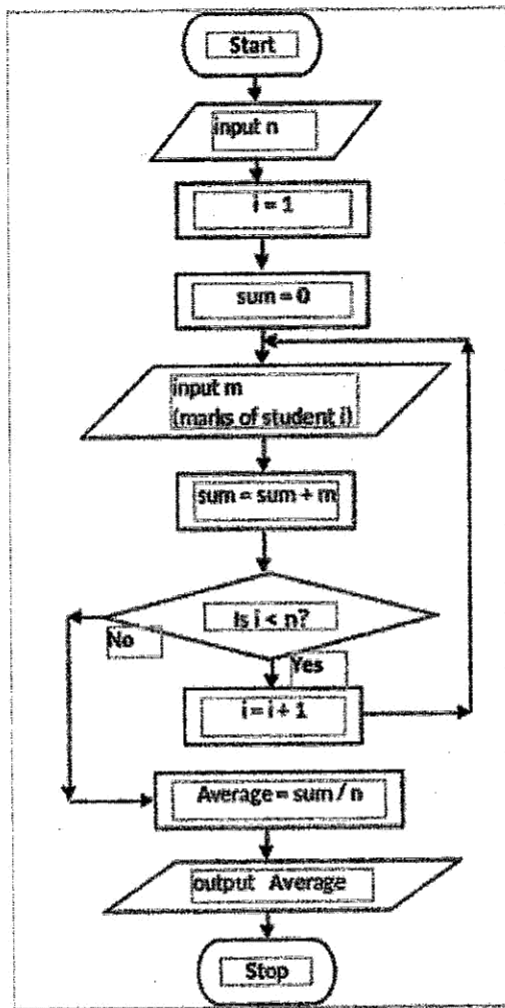 Start
input n
i = 1
sum = 0
input m
(marks of student i)
sum = sum + m
Is i < n?
No
Yes
i = i + 1
Average = sum / n
output Average
Stop